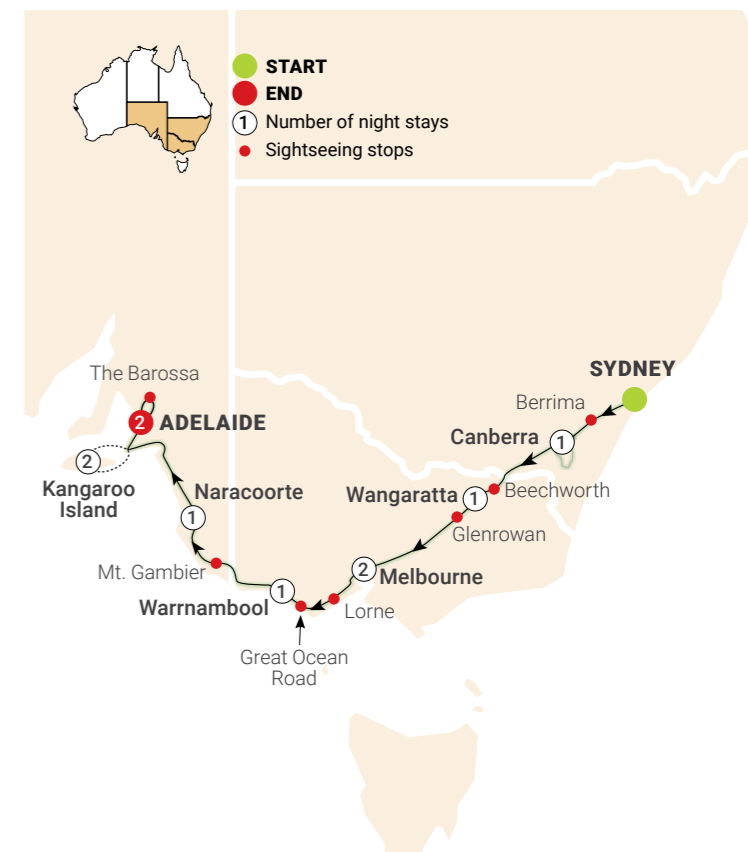 START
END
1 Number of night stays
Sightseeing stops
SYDNEY
Berrima
Canberra
1
Beechworth
Wangaratta
1
Glenrowan
2
Melbourne
Lorne
Great Ocean
Road
Warrnambool
1
Mt. Gambier
Naracoorte
1
Kangaroo
Island
2
2 ADELAIDE
The Barossa